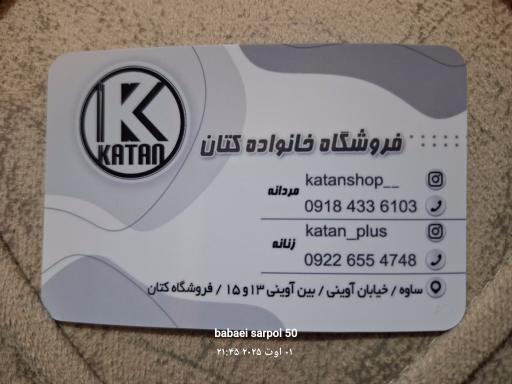 KATAN
فروشگاه خانواده کتان
مردانه
katanshop__
0918 433 6103
زنانه
katan_plus
0922 655 4748
ساوه / خیابان آوینی / بین آوینی ۱۳ و ۱۵ / فروشگاه کتان
babaei sarpol 50
۰۱ اوت ۲۰۲۵ ۲۱:۴۵